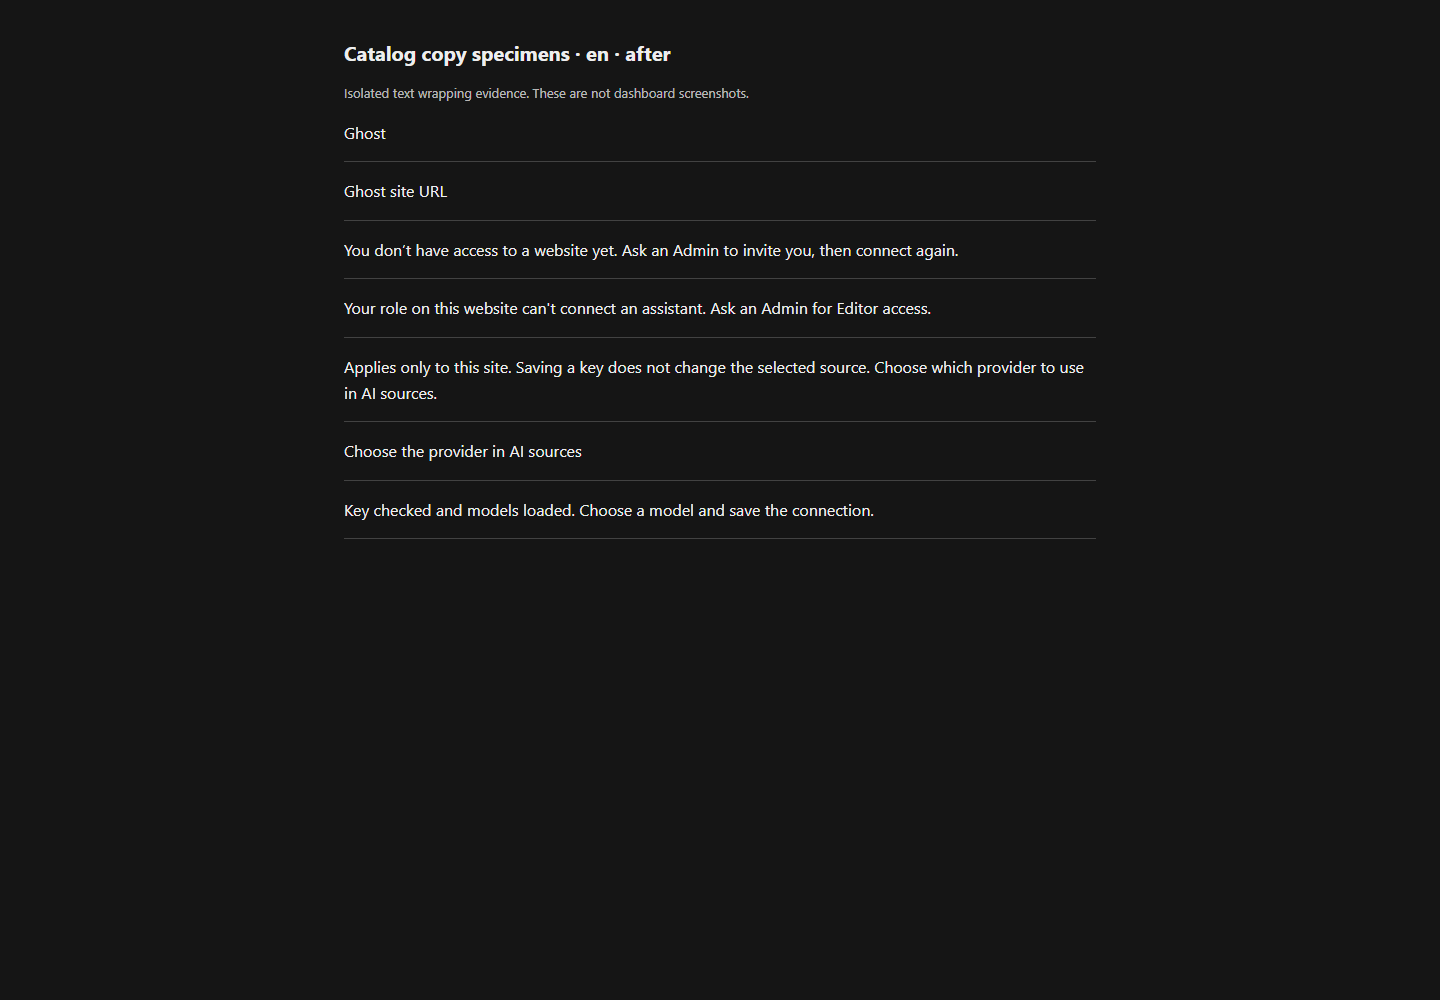 Catalog copy specimens · en · after
Isolated text wrapping evidence. These are not dashboard screenshots.
Ghost
Ghost site URL
You don’t have access to a website yet. Ask an Admin to invite you, then connect again.
Your role on this website can't connect an assistant. Ask an Admin for Editor access.
Applies only to this site. Saving a key does not change the selected source. Choose which provider to use
in AI sources.
Choose the provider in AI sources
Key checked and models loaded. Choose a model and save the connection.